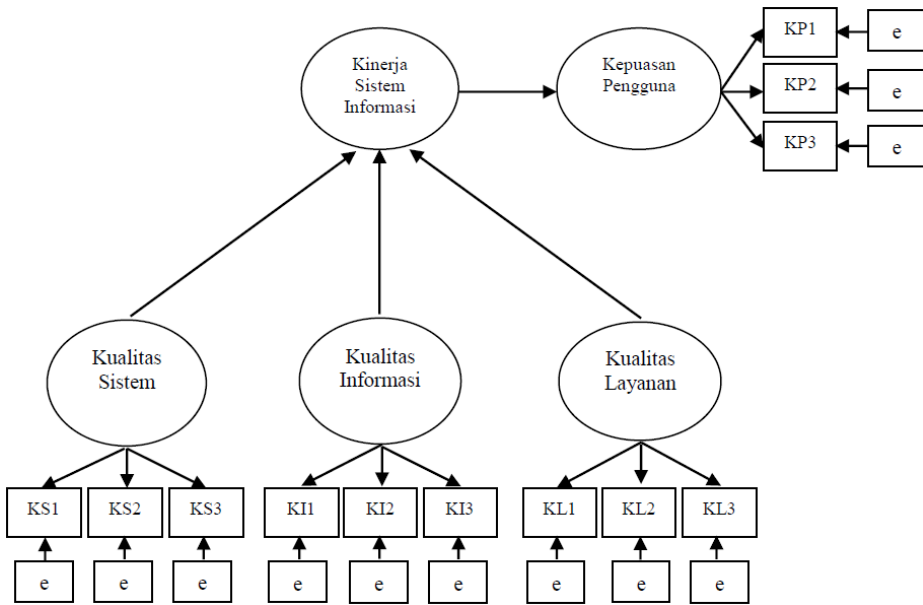 Kinerja
Sistem
Informasi
Kepuasan
Pengguna
KP1
e
KP2
e
KP3
e
Kualitas
Sistem
Kualitas
Informasi
Kualitas
Layanan
KS1
KS2
KS3
KI1
KI2
KI3
KL1
KL2
KL3
e
e
e
e
e
e
e
e
e